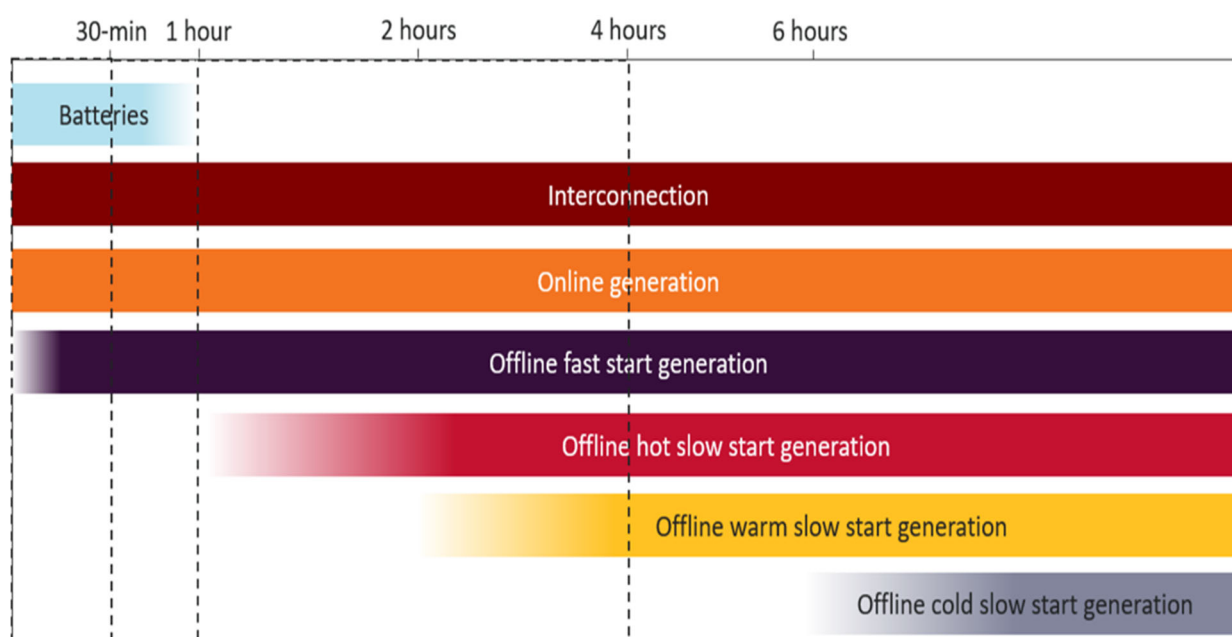 30-min 1 hour 2 hours 4 hours 6 hours
Batteries
Interconnection
Online generation
Offline fast start generation
Offline hot slow start generation
Offline warm slow start generation
Offline cold slow start generation